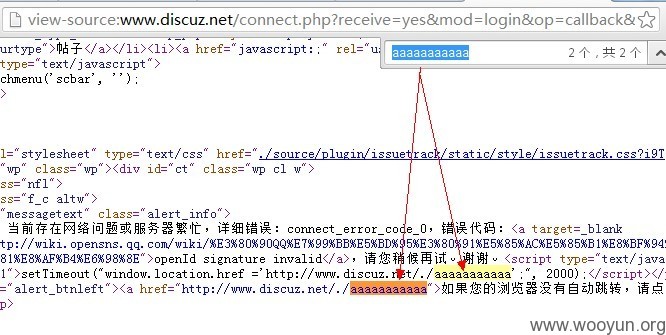 view-source:www.discuz.net/connect.php?receive=yes&mod=login&op=callback&
aaaaaaaaaaa 2 个 , 共 2 个
urtype">帖子</a></li><li><a href="javascript:;" rel="
type="text/javascript">
chmenu('scbar', '');
>
l="stylesheet" type="text/css" href="./source/plugin/issuetrack/static/style/issuetrack.css?i9T
"wp" class="wp"><div id="ct" class="wp cl w">
ss="nfl">
ss="f_c altw">
"messagetext" class="alert_info">
当前存在网络问题或服务器繁忙，详细错误：connect_error_code_0，错误代码：<a target=_blank
tp://wiki.opensns.qq.com/wiki/%E3%80%90QQ%E7%99%BB%E5%BD%95%E3%80%91%E5%85%AC%E5%85%B1%E8%BF%94
%E8%AF%B4%E6%98%8E">openId signature invalid</a>，请您稍候再试。谢谢。<script type="text/ja
1">setTimeout("window.location.href ='http://www.discuz.net/./aaaaaaaaaaa';", 2000);</script></
="alert_btnleft"><a href="http://www.discuz.net/./aaaaaaaaaaa">如果您的浏览器没有自动跳转，请点
p>
www.wooyun.org